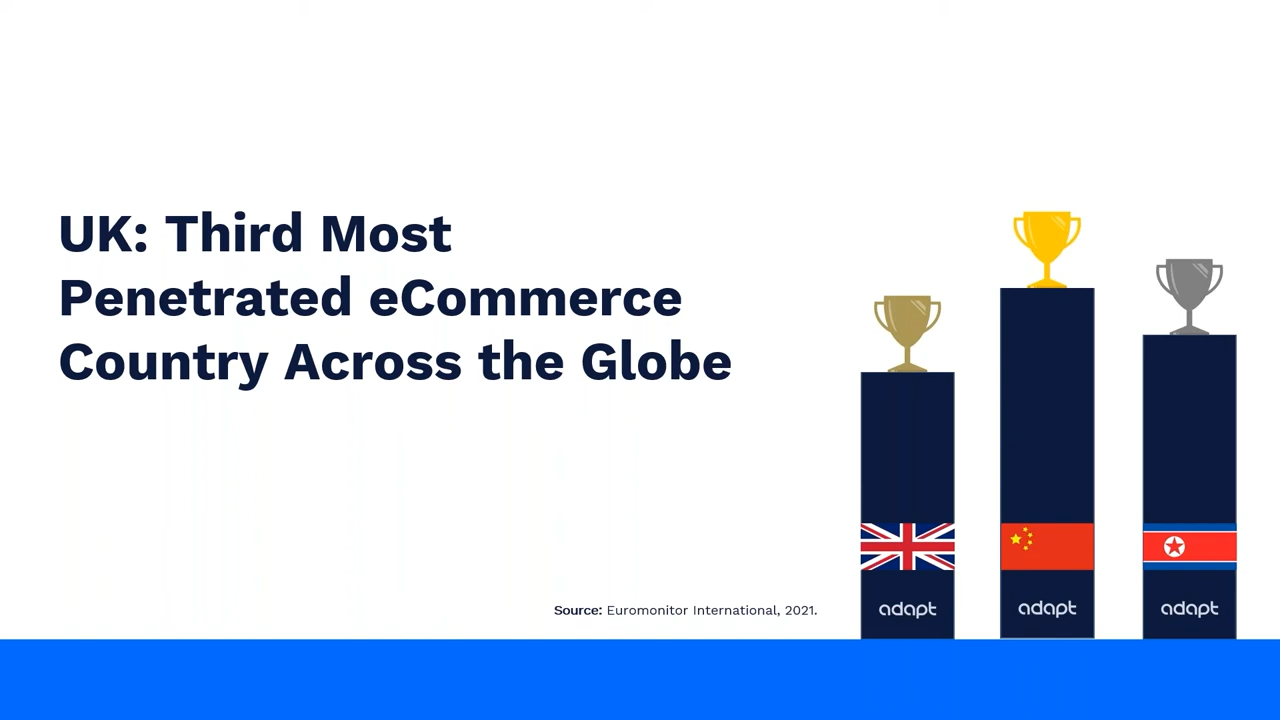 UK: Third Most
Penetrated eCommerce
Country Across the Globe
Source: Euromonitor International, 2021.
adapt
adapt
adapt